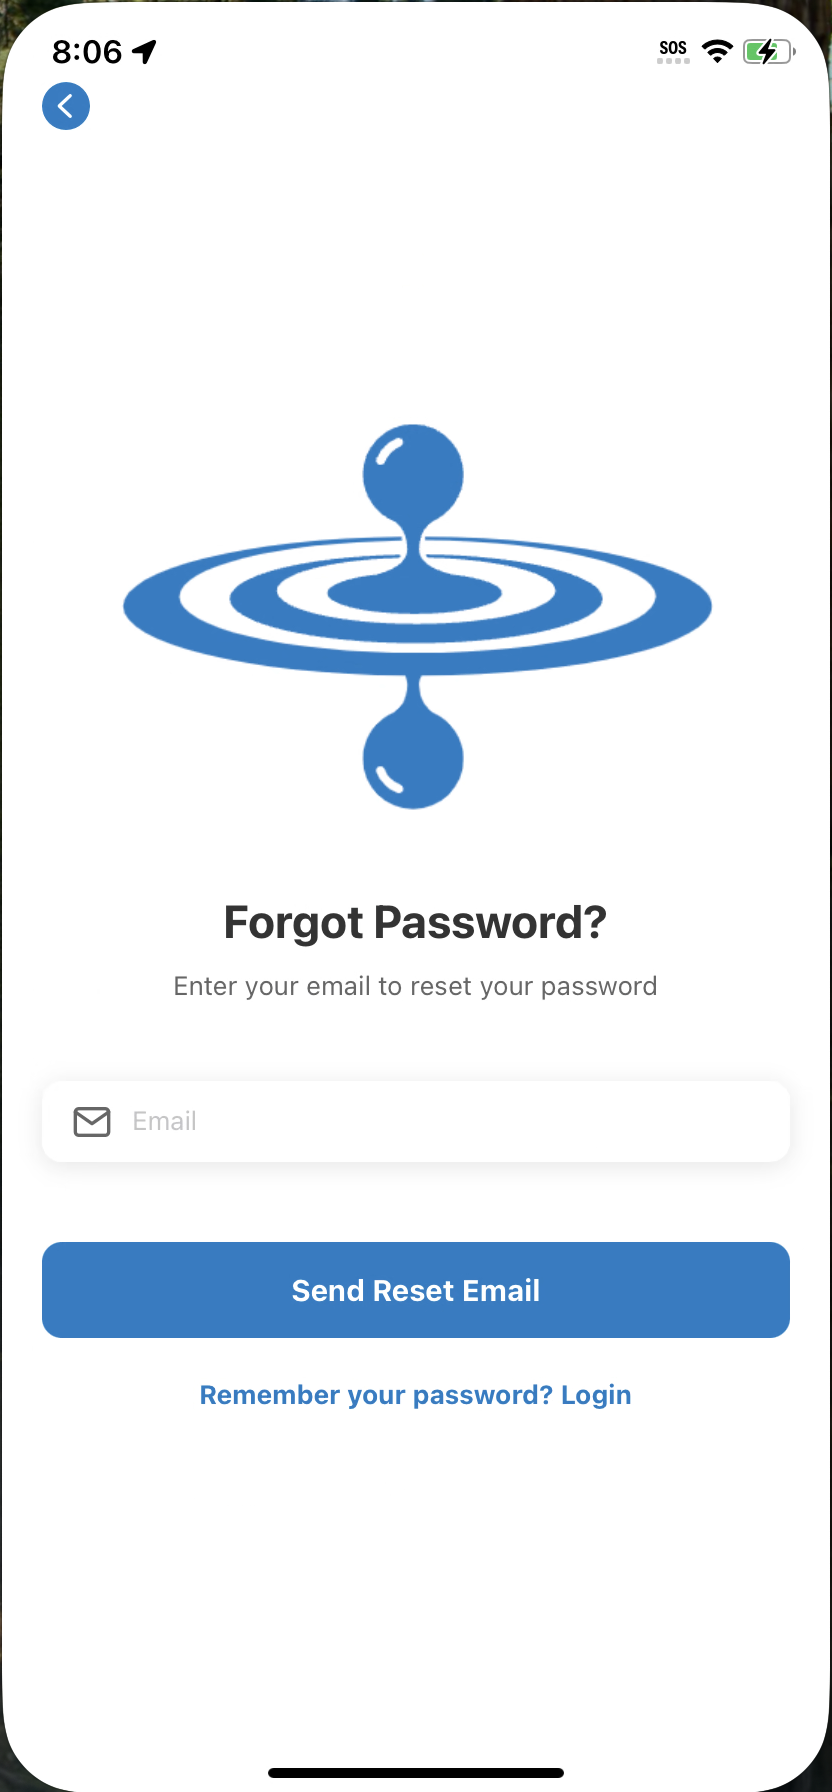 8:06
SOS
Forgot Password?
Enter your email to reset your password
Email
Send Reset Email
Remember your password? Login